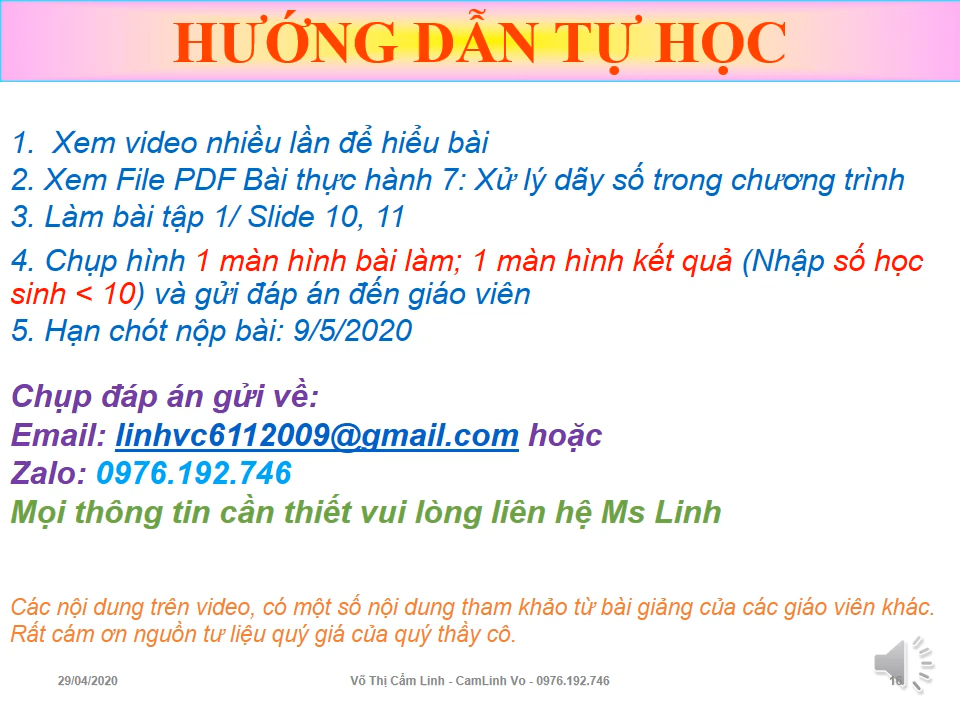 HƯỚNG DẪN TỰ HỌC
1. Xem video nhiều lần để hiểu bài
2. Xem File PDF Bài thực hành 7: Xử lý dãy số trong chương trình
3. Làm bài tập 1/ Slide 10, 11
4. Chụp hình 1 màn hình bài làm; 1 màn hình kết quả (Nhập số học
sinh < 10) và gửi đáp án đến giáo viên
5. Hạn chót nộp bài: 9/5/2020
Chụp đáp án gửi về:
Email: linhvc6112009@gmail.com hoặc
Zalo: 0976.192.746
Mọi thông tin cần thiết vui lòng liên hệ Ms Linh
Các nội dung trên video, có một số nội dung tham khảo từ bài giảng của các giáo viên khác.
Rất cám ơn nguồn tư liệu quý giá của quý thầy cô.
29/04/2020 Võ Thị Cẩm Linh - CamLinh Vo - 0976.192.746